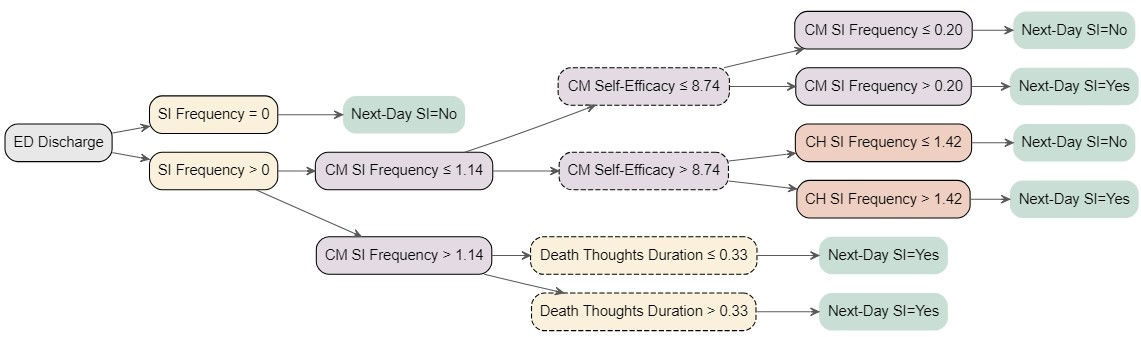 CM SI Frequency ≤ 0.20
Next-Day SI=No
CM Self-Efficacy ≤ 8.74
CM SI Frequency > 0.20
Next-Day SI=Yes
SI Frequency = 0
Next-Day SI=No
ED Discharge
CH SI Frequency ≤ 1.42
Next-Day SI=No
SI Frequency > 0
CM SI Frequency ≤ 1.14
CM Self-Efficacy > 8.74
CH SI Frequency > 1.42
Next-Day SI=Yes
CM SI Frequency > 1.14
Death Thoughts Duration ≤ 0.33
Next-Day SI=Yes
Death Thoughts Duration > 0.33
Next-Day SI=Yes